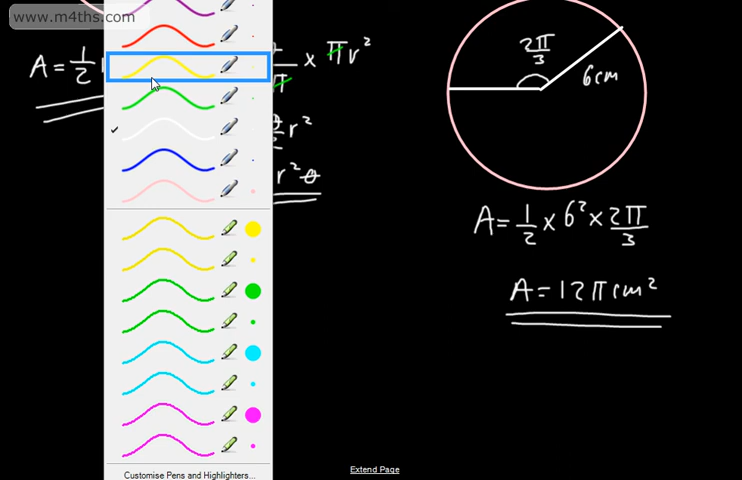 www.m4ths.com
A = 1/2
π × πr²
θ/2 r²
r²θ
2π/3
6cm
A = 1/2 × 6² × 2π/3
A = 12π cm²
Customise Pens and Highlighters...
Extend Page